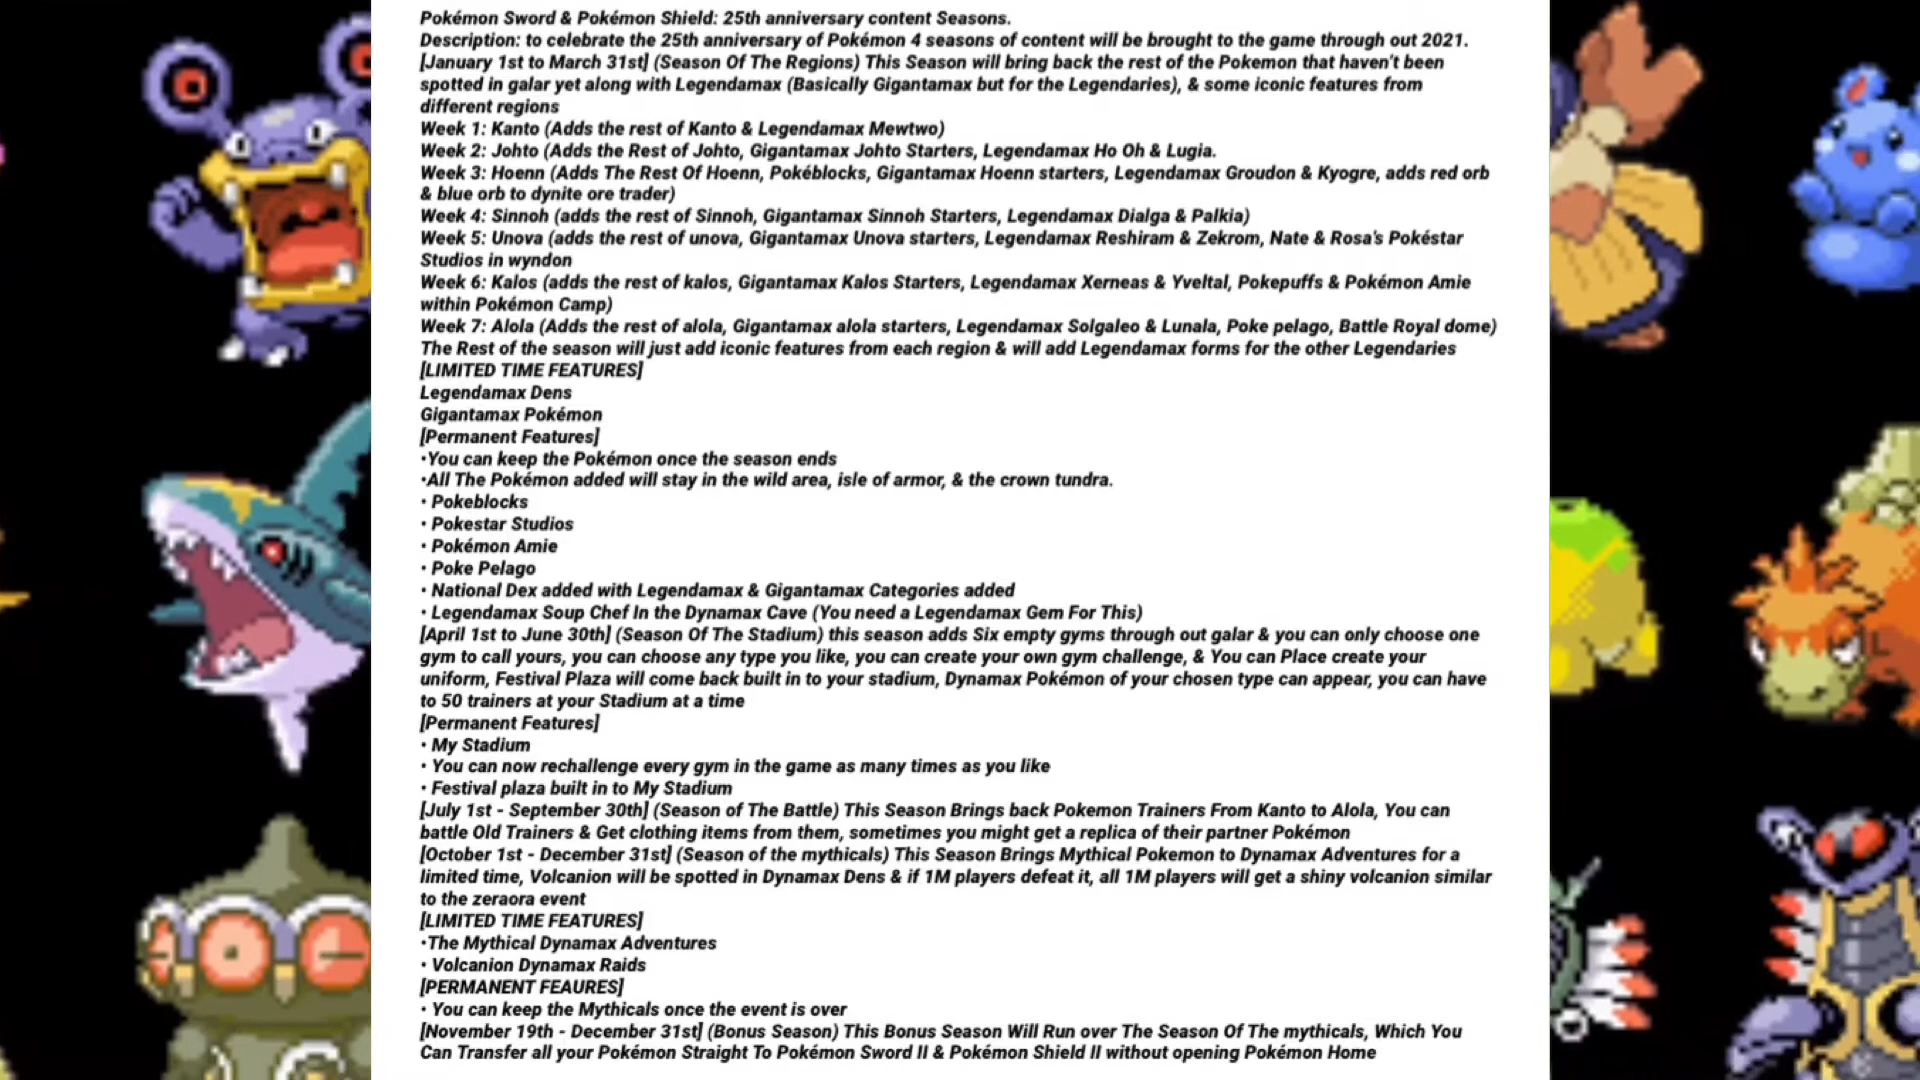 Pokémon Sword & Pokémon Shield: 25th anniversary content Seasons.
Description: to celebrate the 25th anniversary of Pokémon 4 seasons of content will be brought to the game through out 2021.
[January 1st to March 31st] (Season Of The Regions) This Season will bring back the rest of the Pokemon that haven't been
spotted in galar yet along with Legendamax (Basically Gigantamax but for the Legendaries), & some iconic features from
different regions
Week 1: Kanto (Adds the rest of Kanto & Legendamax Mewtwo)
Week 2: Johto (Adds the Rest of Johto, Gigantamax Johto Starters, Legendamax Ho Oh & Lugia.
Week 3: Hoenn (Adds The Rest Of Hoenn, Pokéblocks, Gigantamax Hoenn starters, Legendamax Groudon & Kyogre, adds red orb
& blue orb to dynite ore trader)
Week 4: Sinnoh (adds the rest of Sinnoh, Gigantamax Sinnoh Starters, Legendamax Dialga & Palkia)
Week 5: Unova (adds the rest of unova, Gigantamax Unova starters, Legendamax Reshiram & Zekrom, Nate & Rosa's Pokéstar
Studios in wyndon
Week 6: Kalos (adds the rest of kalos, Gigantamax Kalos Starters, Legendamax Xerneas & Yveltal, Pokepuffs & Pokémon Amie
within Pokémon Camp)
Week 7: Alola (Adds the rest of alola, Gigantamax alola starters, Legendamax Solgaleo & Lunala, Poke pelago, Battle Royal dome)
The Rest of the season will just add iconic features from each region & will add Legendamax forms for the other Legendaries
[LIMITED TIME FEATURES]
Legendamax Dens
Gigantamax Pokémon
[Permanent Features]
•You can keep the Pokémon once the season ends
•All The Pokémon added will stay in the wild area, isle of armor, & the crown tundra.
• Pokeblocks
• Pokestar Studios
• Pokémon Amie
• Poke Pelago
• National Dex added with Legendamax & Gigantamax Categories added
• Legendamax Soup Chef In the Dynamax Cave (You need a Legendamax Gem For This)
[April 1st to June 30th] (Season Of The Stadium) this season adds Six empty gyms through out galar & you can only choose one
gym to call yours, you can choose any type you like, you can create your own gym challenge, & You can Place create your
uniform, Festival Plaza will come back built in to your stadium, Dynamax Pokémon of your chosen type can appear, you can have
to 50 trainers at your Stadium at a time
[Permanent Features]
• My Stadium
• You can now rechallenge every gym in the game as many times as you like
• Festival plaza built in to My Stadium
[July 1st - September 30th] (Season of The Battle) This Season Brings back Pokemon Trainers From Kanto to Alola, You can
battle Old Trainers & Get clothing items from them, sometimes you might get a replica of their partner Pokémon
[October 1st - December 31st] (Season of the mythicals) This Season Brings Mythical Pokemon to Dynamax Adventures for a
limited time, Volcanion will be spotted in Dynamax Dens & if 1M players defeat it, all 1M players will get a shiny volcanion similar
to the zeraora event
[LIMITED TIME FEATURES]
•The Mythical Dynamax Adventures
• Volcanion Dynamax Raids
[PERMANENT FEAURES]
• You can keep the Mythicals once the event is over
[November 19th - December 31st] (Bonus Season) This Bonus Season Will Run over The Season Of The mythicals, Which You
Can Transfer all your Pokémon Straight To Pokémon Sword II & Pokémon Shield II without opening Pokémon Home